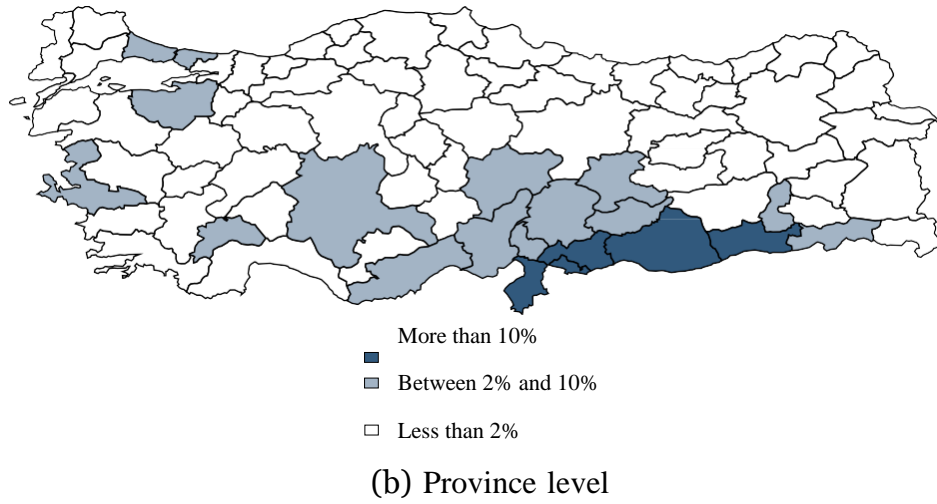 More than 10%
Between 2% and 10%
Less than 2%
(b) Province level